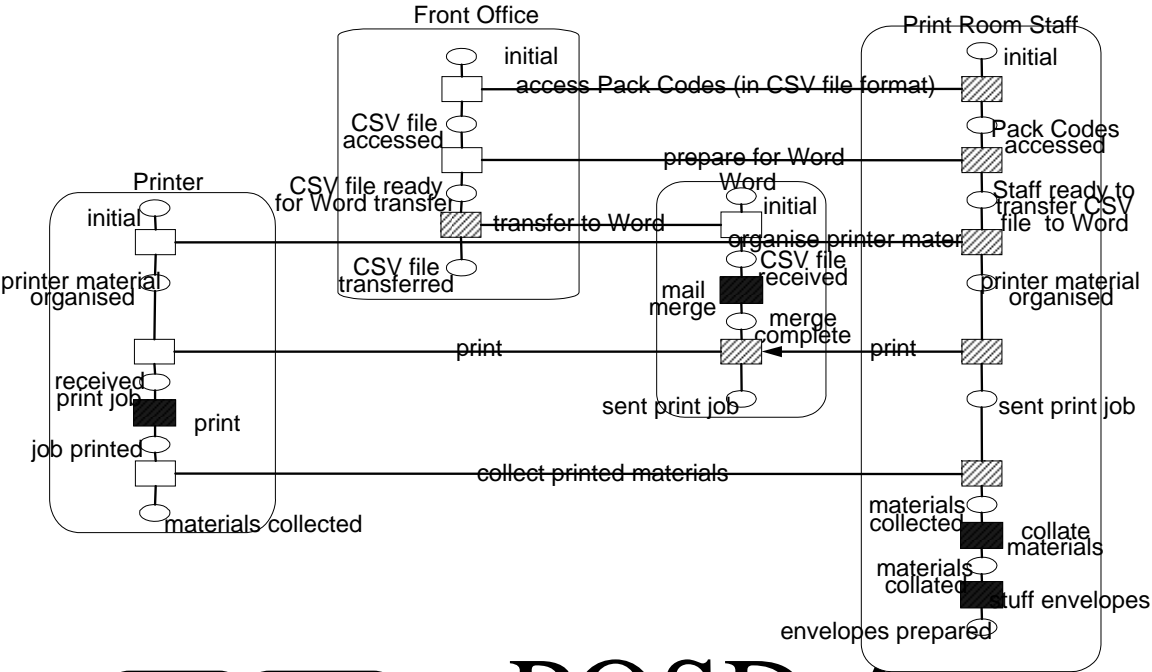 Front Office
Print Room Staff
initial
initial
access Pack Codes (in CSV file format)
CSV file
accessed
Pack Codes
accessed
prepare for Word
Printer
Word
CSV file ready
for Word transfer
Staff ready to
transfer CSV
file to Word
initial
initial
transfer to Word
organise printer mater
CSV file
received
CSV file
transferred
printer material
organised
printer material
organised
mail
merge
merge
complete
print
print
received
print job
sent print job
sent print job
print
job printed
collect printed materials
materials
collected
materials collected
collate
materials
materials
collated
stuff envelopes
envelopes prepared